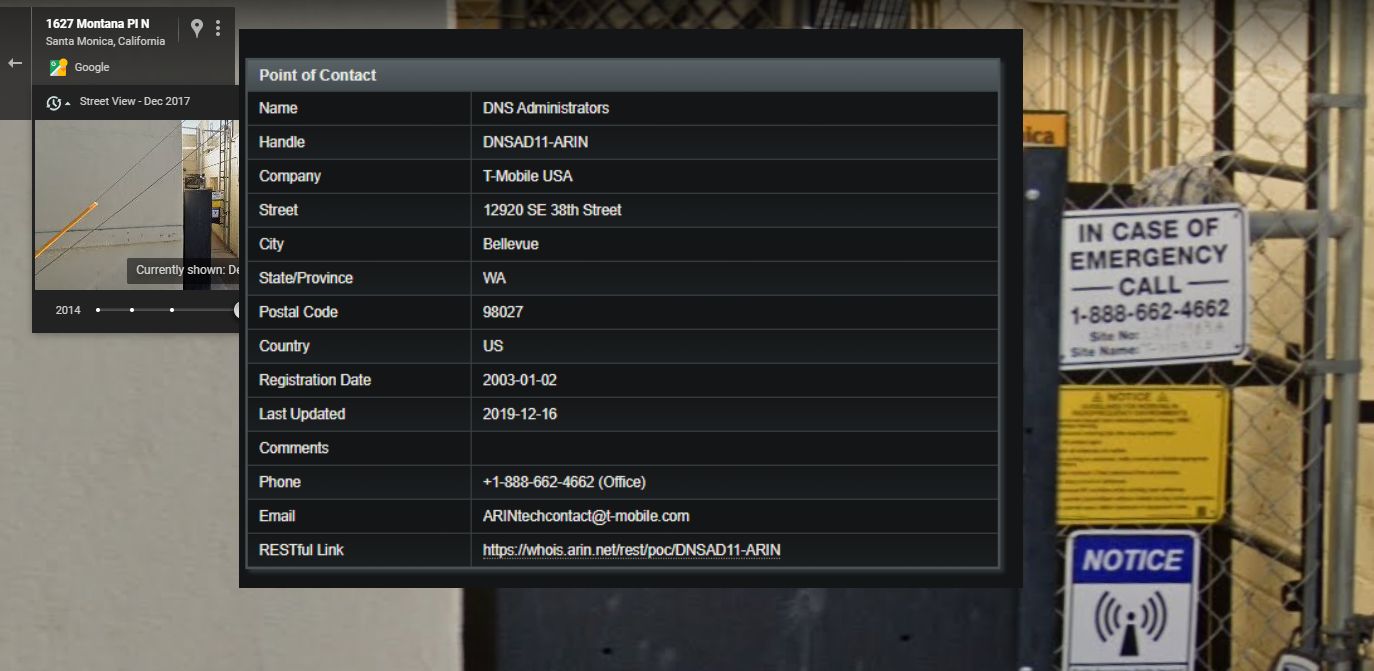 1627 Montana Pl N
Santa Monica, California
Google
Street View - Dec 2017
Currently shown: De
2014
Point of Contact
Name DNS Administrators
Handle DNSAD11-ARIN
Company T-Mobile USA
Street 12920 SE 38th Street
City Bellevue
State/Province WA
Postal Code 98027
Country US
Registration Date 2003-01-02
Last Updated 2019-12-16
Comments
Phone +1-888-662-4662 (Office)
Email ARINtechcontact@t-mobile.com
RESTful Link https://whois.arin.net/rest/poc/DNSAD11-ARIN
ica
IN CASE OF
EMERGENCY
CALL
1-888-662-4662
Site No:
Site Name:
NOTICE
NOTICE